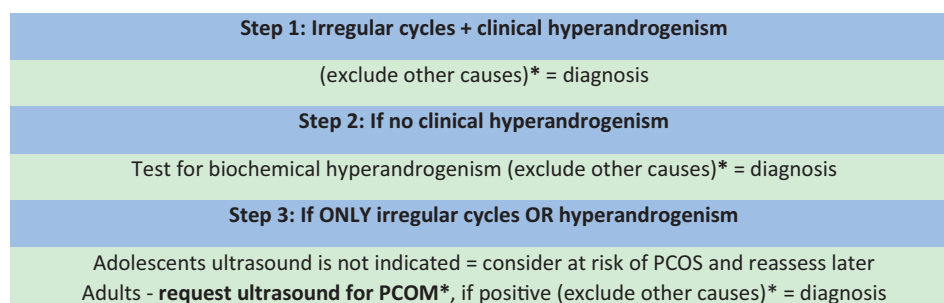 Step 1: Irregular cycles + clinical hyperandrogenism
(exclude other causes)* = diagnosis
Step 2: If no clinical hyperandrogenism
Test for biochemical hyperandrogenism (exclude other causes)* = diagnosis
Step 3: If ONLY irregular cycles OR hyperandrogenism
Adolescents ultrasound is not indicated = consider at risk of PCOS and reassess later
Adults - request ultrasound for PCOM*, if positive (exclude other causes)* = diagnosis